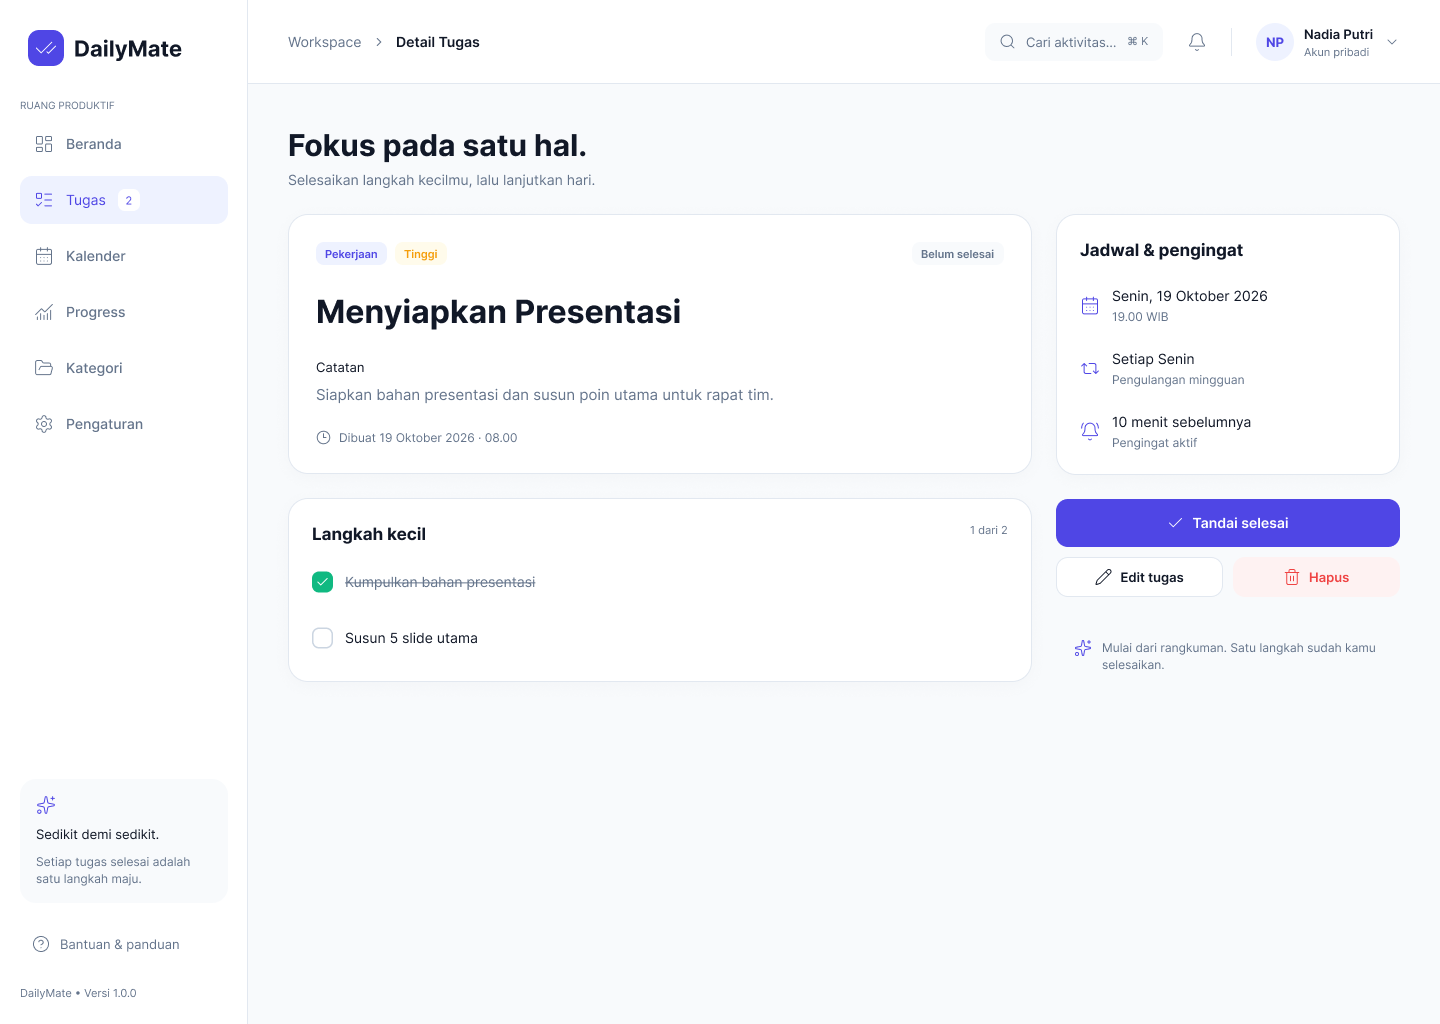 DailyMate
RUANG PRODUKTIF
Beranda
Tugas 2
Kalender
Progress
Kategori
Pengaturan
Sedikit demi sedikit.
Setiap tugas selesai adalah
satu langkah maju.
Bantuan & panduan
DailyMate • Versi 1.0.0
Workspace > Detail Tugas
Cari aktivitas... ⌘ K
NP
Nadia Putri
Akun pribadi
Fokus pada satu hal.
Selesaikan langkah kecilmu, lalu lanjutkan hari.
Pekerjaan Tinggi Belum selesai
Menyiapkan Presentasi
Catatan
Siapkan bahan presentasi dan susun poin utama untuk rapat tim.
Dibuat 19 Oktober 2026 · 08.00
Langkah kecil 1 dari 2
Kumpulkan bahan presentasi
Susun 5 slide utama
Jadwal & pengingat
Senin, 19 Oktober 2026
19.00 WIB
Setiap Senin
Pengulangan mingguan
10 menit sebelumnya
Pengingat aktif
Tandai selesai
Edit tugas Hapus
Mulai dari rangkuman. Satu langkah sudah kamu
selesaikan.